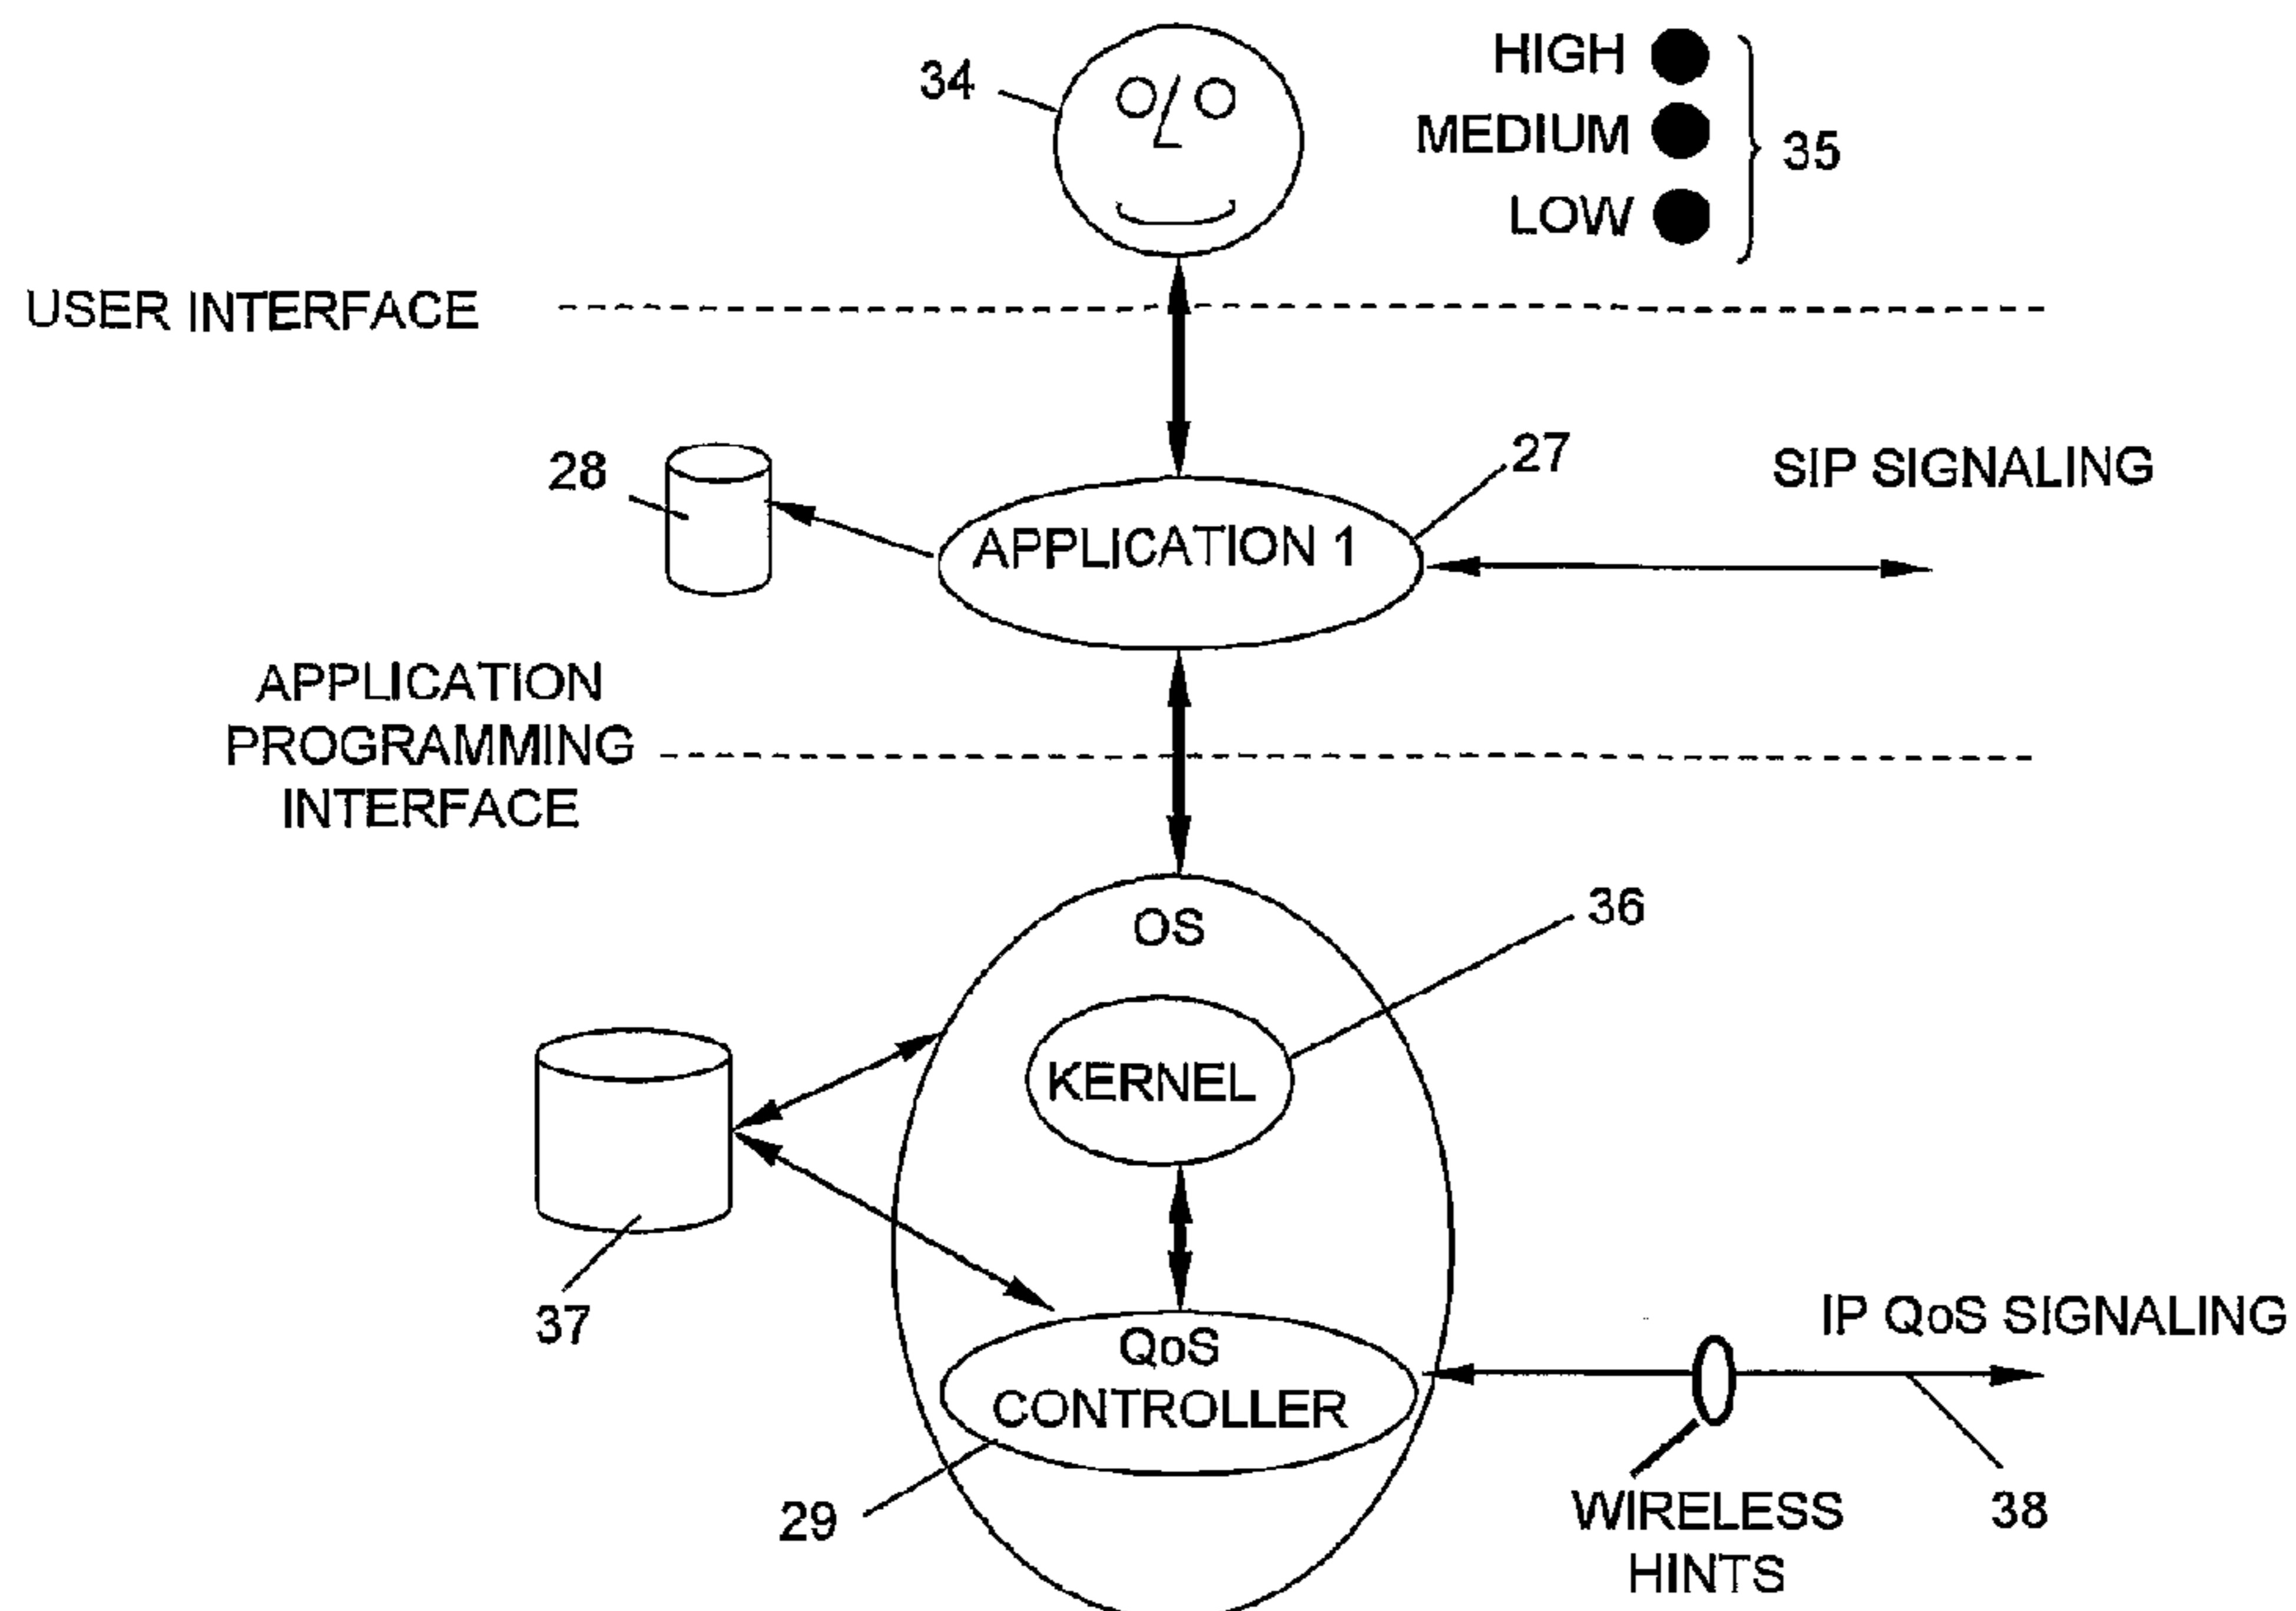 34
HIGH
MEDIUM
LOW
35
USER INTERFACE
28
27
SIP SIGNALING
APPLICATION 1
APPLICATION
PROGRAMMING
INTERFACE
OS
36
KERNEL
37
IP QoS SIGNALING
QoS
CONTROLLER
29
WIRELESS
HINTS
38